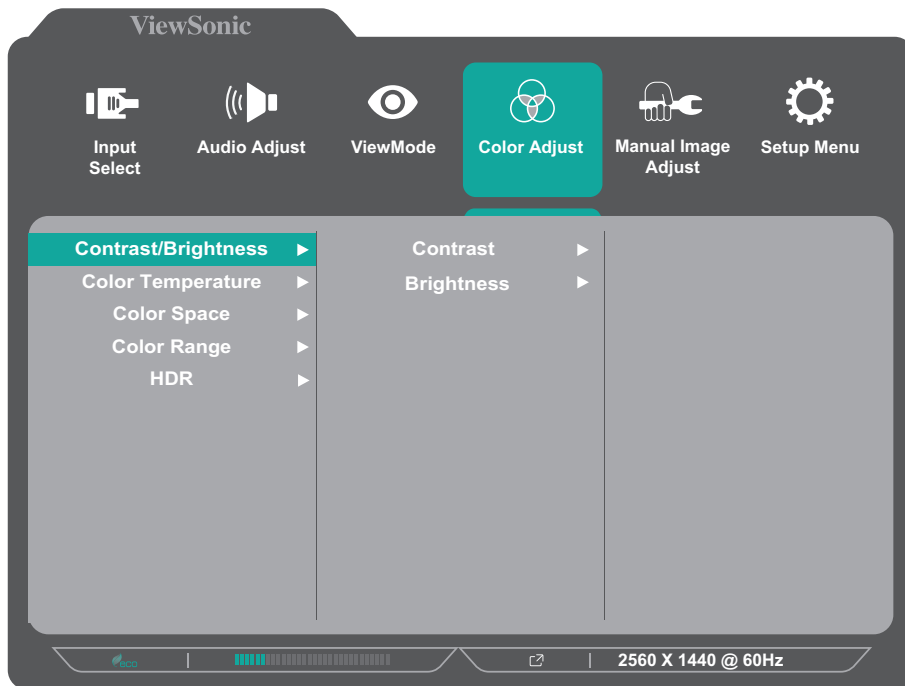 ViewSonic
Input
Select
Audio Adjust
ViewMode
Color Adjust
Manual Image
Adjust
Setup Menu
Contrast/Brightness
Color Temperature
Color Space
Color Range
HDR
Contrast
Brightness
eco
2560 X 1440 @ 60Hz